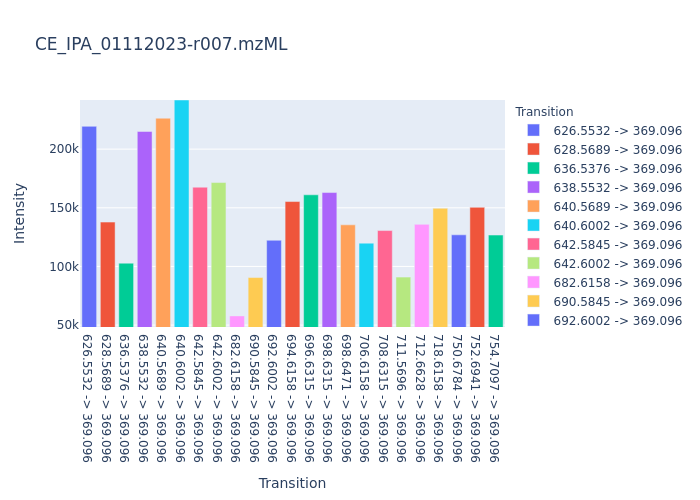 CE_IPA_01112023-r007.mzML
Transition
626.5532 -> 369.096
628.5689 -> 369.096
636.5376 -> 369.096
638.5532 -> 369.096
640.5689 -> 369.096
640.6002 -> 369.096
642.5845 -> 369.096
642.6002 -> 369.096
682.6158 -> 369.096
690.5845 -> 369.096
692.6002 -> 369.096
Intensity
200k
150k
100k
50k
626.5532 -> 369.096
628.5689 -> 369.096
636.5376 -> 369.096
638.5532 -> 369.096
640.5689 -> 369.096
640.6002 -> 369.096
642.5845 -> 369.096
642.6002 -> 369.096
682.6158 -> 369.096
690.5845 -> 369.096
692.6002 -> 369.096
694.6158 -> 369.096
696.6315 -> 369.096
698.6315 -> 369.096
698.6471 -> 369.096
706.6158 -> 369.096
708.6315 -> 369.096
711.5696 -> 369.096
712.6628 -> 369.096
718.6158 -> 369.096
750.6784 -> 369.096
752.6941 -> 369.096
754.7097 -> 369.096
Transition